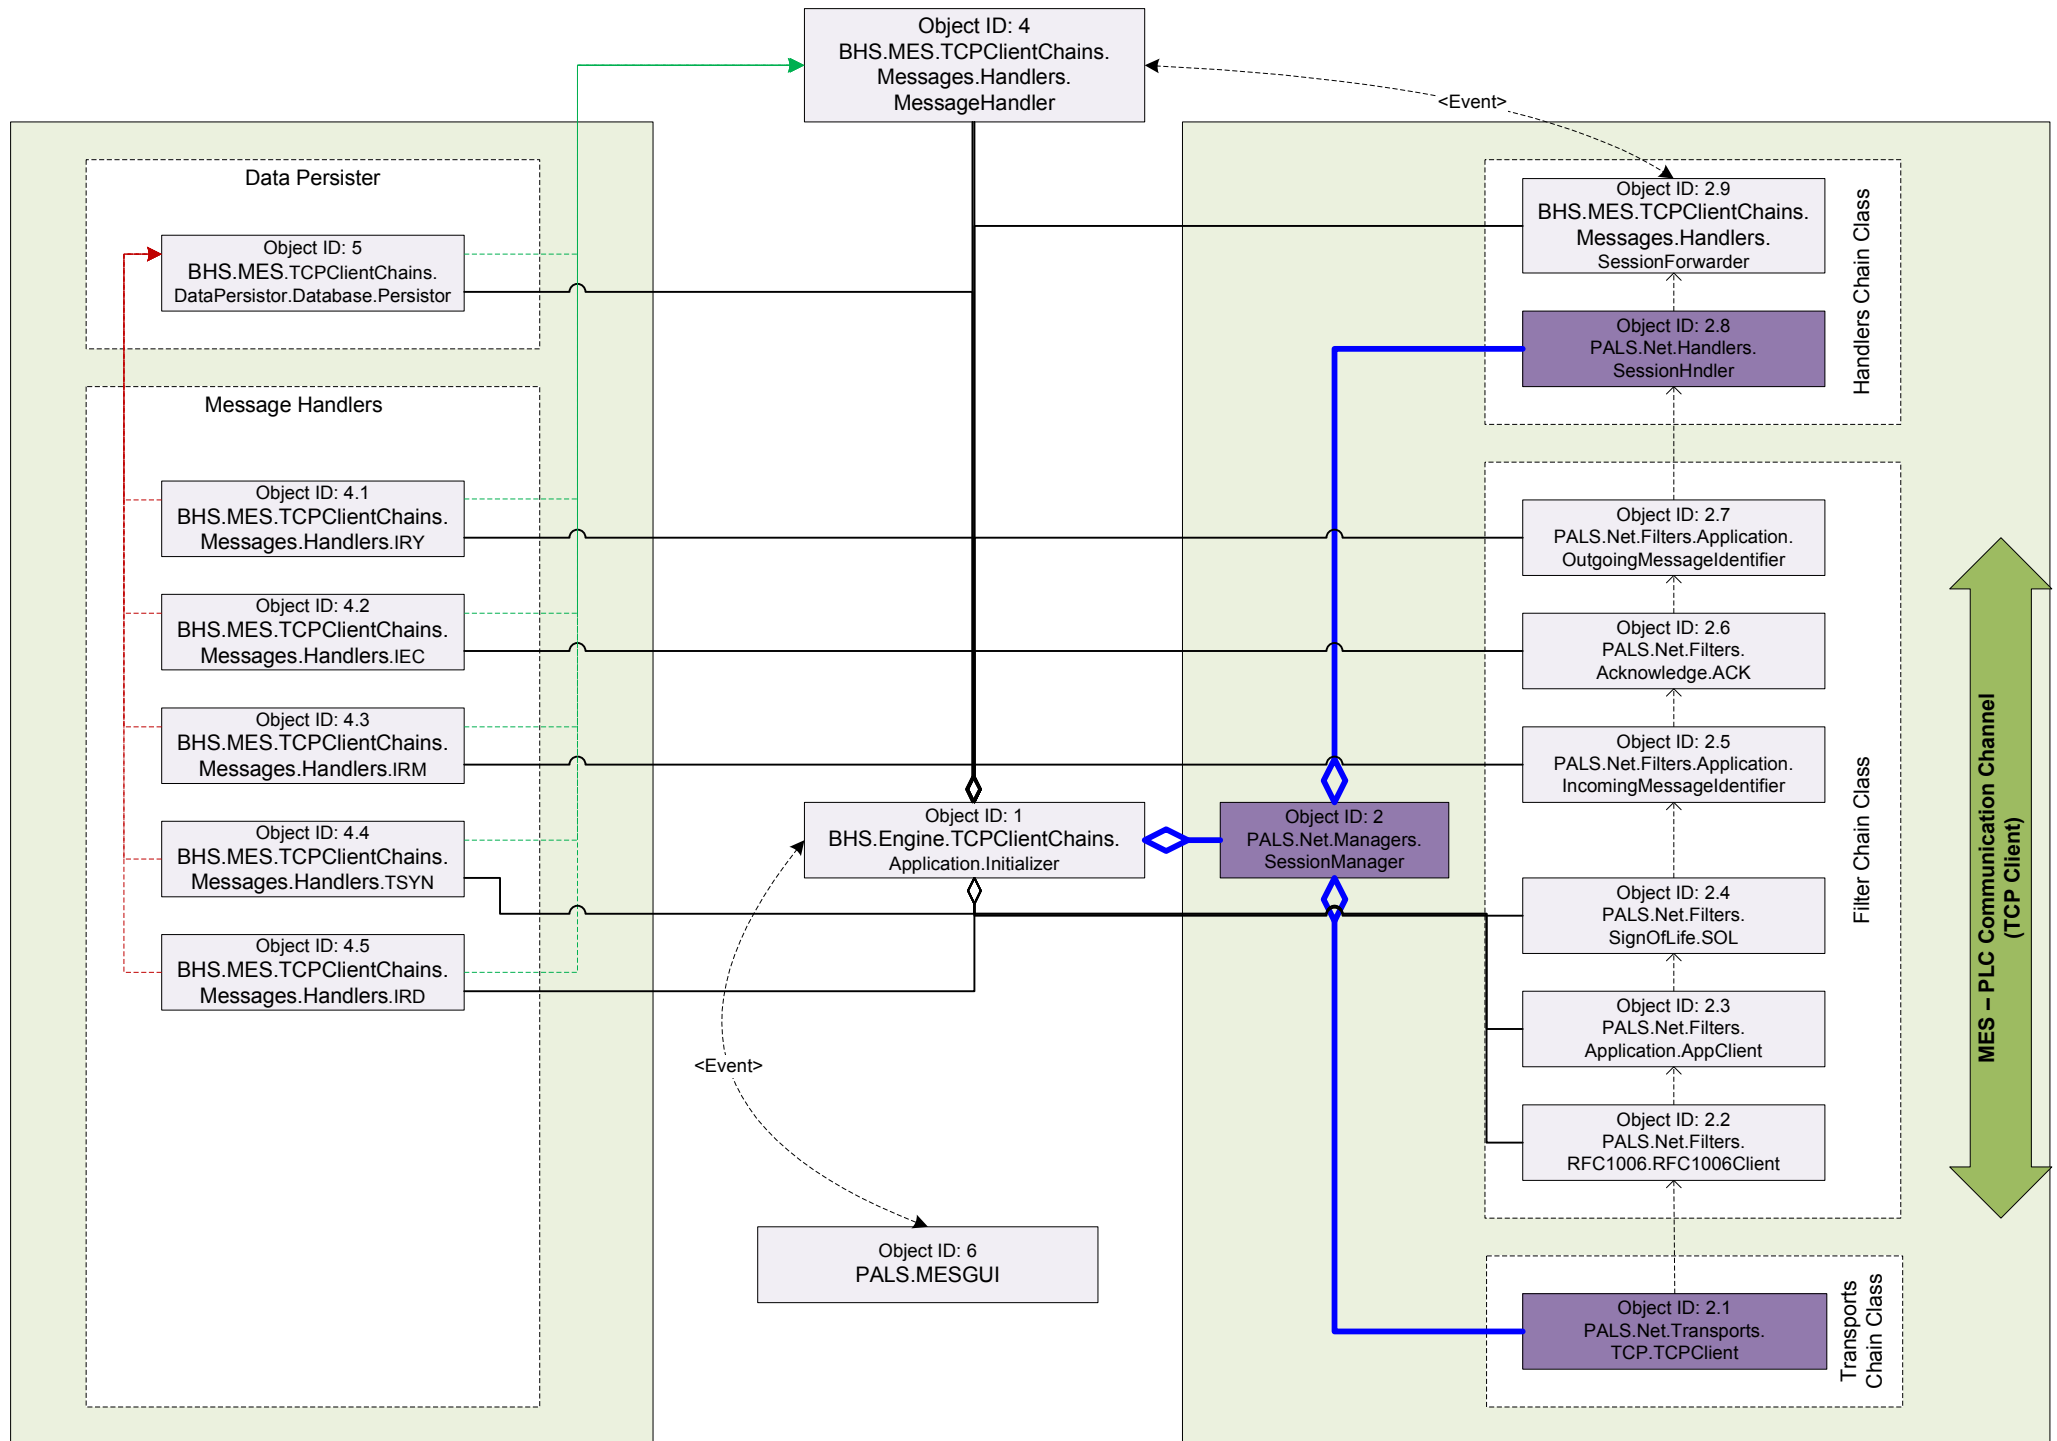 Object ID: 4
BHS.MES.TCPClientChains.
Messages.Handlers.
MessageHandler
<Event>
Data Persister
Object ID: 5
BHS.MES.TCPClientChains.
DataPersistor.Database.Persistor
Message Handlers
Object ID: 4.1
BHS.MES.TCPClientChains.
Messages.Handlers.IRY
Object ID: 4.2
BHS.MES.TCPClientChains.
Messages.Handlers.IEC
Object ID: 4.3
BHS.MES.TCPClientChains.
Messages.Handlers.IRM
Object ID: 4.4
BHS.MES.TCPClientChains.
Messages.Handlers.TSYN
Object ID: 4.5
BHS.MES.TCPClientChains.
Messages.Handlers.IRD
Object ID: 1
BHS.Engine.TCPClientChains.
Application.Initializer
<Event>
Object ID: 6
PALS.MESGUI
Object ID: 2
PALS.Net.Managers.
SessionManager
Object ID: 2.9
BHS.MES.TCPClientChains.
Messages.Handlers.
SessionForwarder
Object ID: 2.8
PALS.Net.Handlers.
SessionHndler
Handlers Chain Class
Object ID: 2.7
PALS.Net.Filters.Application.
OutgoingMessageIdentifier
Object ID: 2.6
PALS.Net.Filters.
Acknowledge.ACK
Object ID: 2.5
PALS.Net.Filters.Application.
IncomingMessageIdentifier
Object ID: 2.4
PALS.Net.Filters.
SignOfLife.SOL
Object ID: 2.3
PALS.Net.Filters.
Application.AppClient
Object ID: 2.2
PALS.Net.Filters.
RFC1006.RFC1006Client
Filter Chain Class
Object ID: 2.1
PALS.Net.Transports.
TCP.TCPClient
Transports
Chain Class
MES – PLC Communication Channel
(TCP Client)